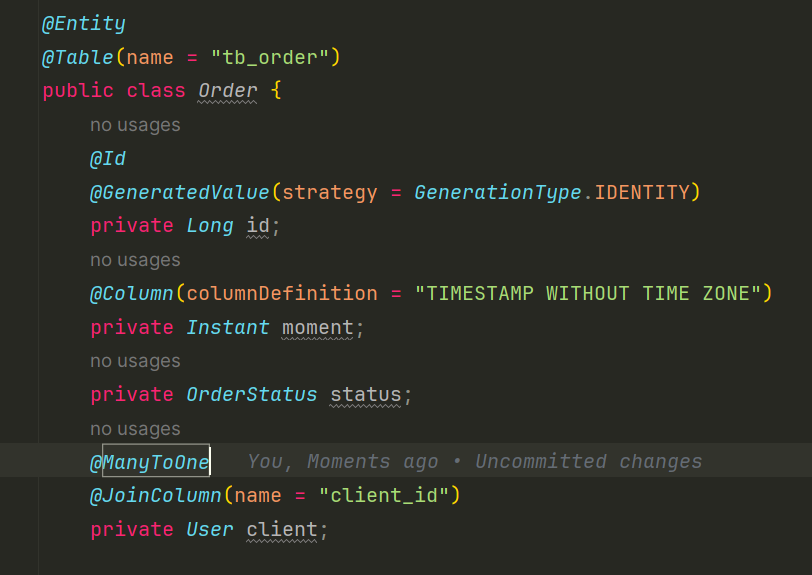 @Entity
@Table(name = "tb_order")
public class Order {
no usages
@Id
@GeneratedValue(strategy = GenerationType.IDENTITY)
private Long id;
no usages
@Column(columnDefinition = "TIMESTAMP WITHOUT TIME ZONE")
private Instant moment;
no usages
private OrderStatus status;
no usages
@ManyToOne You, Moments ago • Uncommitted changes
@JoinColumn(name = "client_id")
private User client;